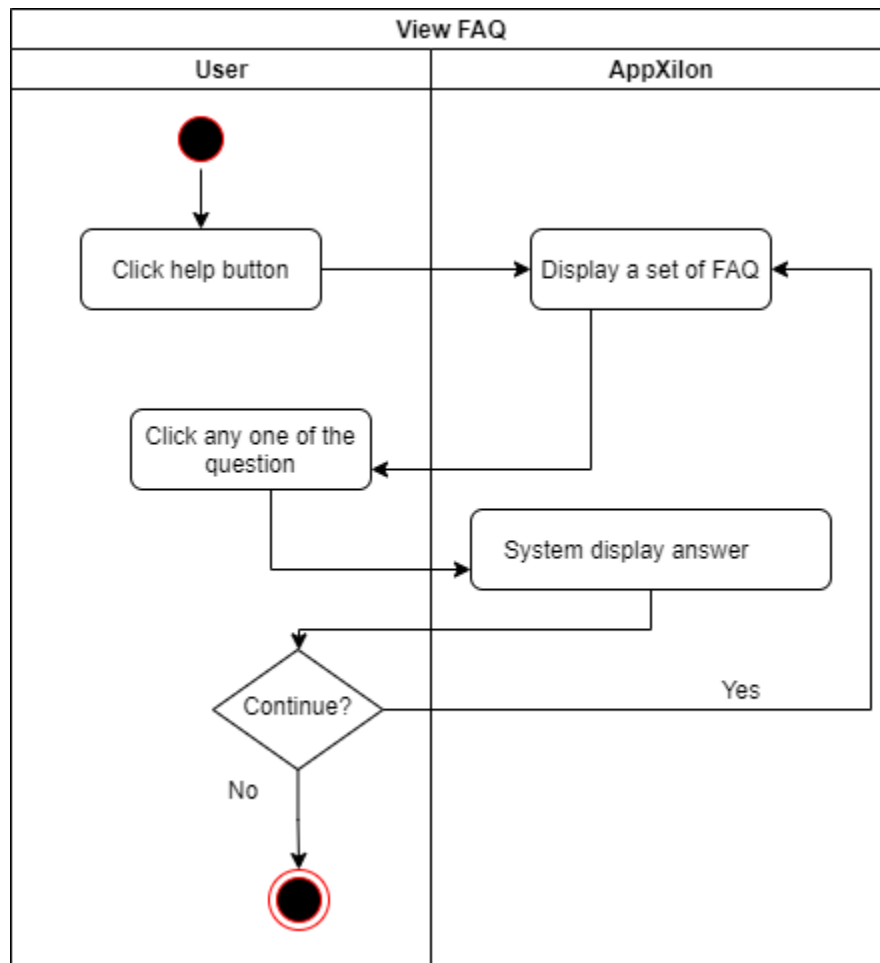 View FAQ
User
AppXilon
Click help button
Display a set of FAQ
Click any one of the
question
System display answer
Continue?
Yes
No